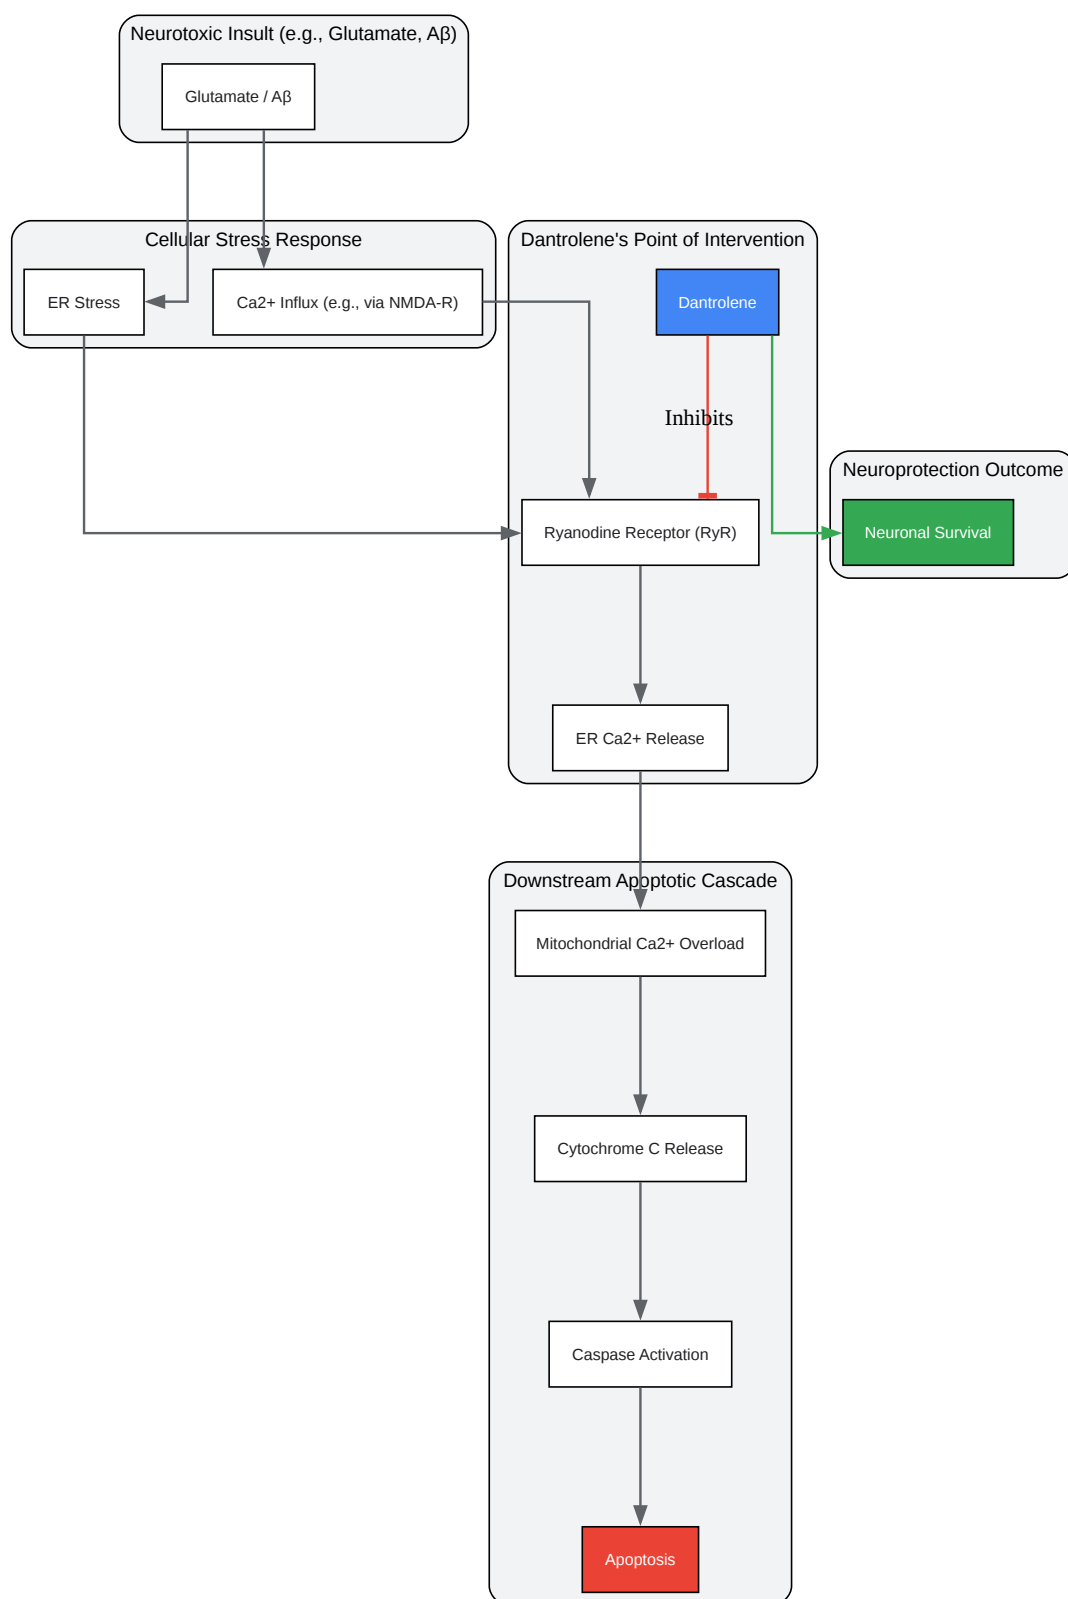 Neurotoxic Insult (e.g., Glutamate, Aβ)
Glutamate / Aβ
Cellular Stress Response
ER Stress
Ca2+ Influx (e.g., via NMDA-R)
Dantrolene's Point of Intervention
Dantrolene
Inhibits
Ryanodine Receptor (RyR)
ER Ca2+ Release
Neuroprotection Outcome
Neuronal Survival
Downstream Apoptotic Cascade
Mitochondrial Ca2+ Overload
Cytochrome C Release
Caspase Activation
Apoptosis